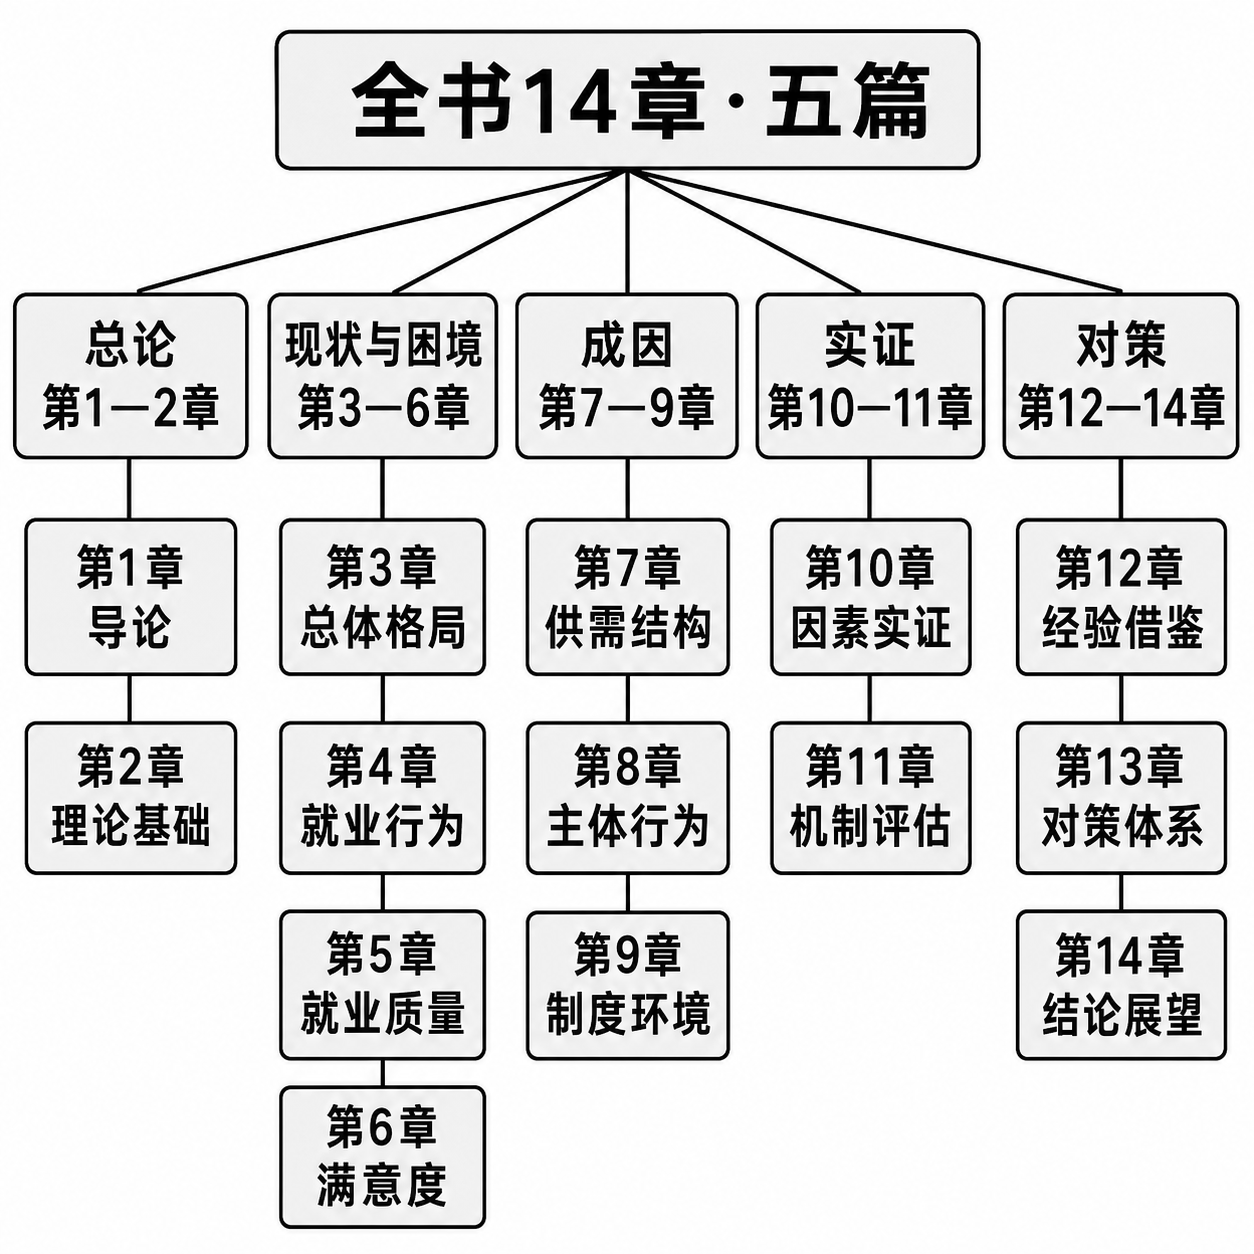 全书14章·五篇
总论
第1—2章
现状与困境
第3—6章
成因
第7—9章
实证
第10—11章
对策
第12—14章
第1章
导论
第2章
理论基础
第3章
总体格局
第4章
就业行为
第5章
就业质量
第6章
满意度
第7章
供需结构
第8章
主体行为
第9章
制度环境
第10章
因素实证
第11章
机制评估
第12章
经验借鉴
第13章
对策体系
第14章
结论展望